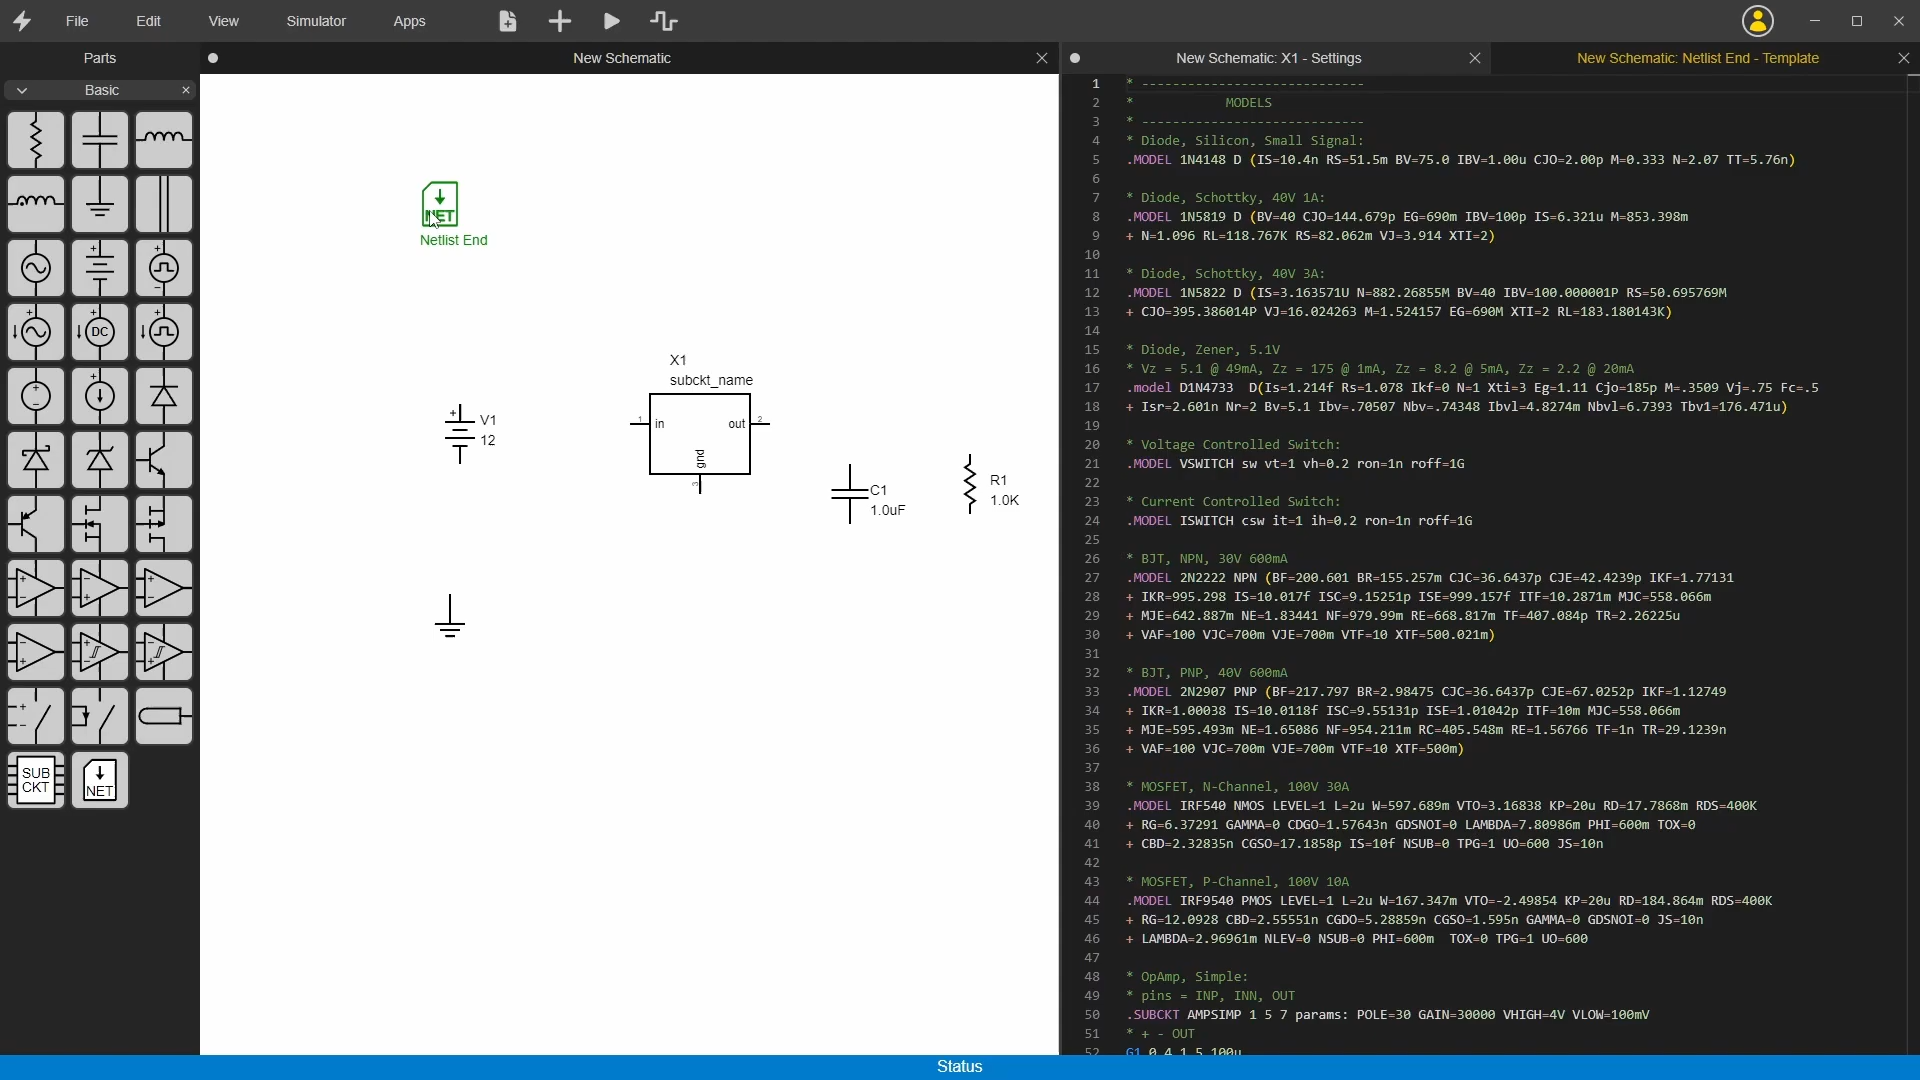 File Edit View Simulator Apps
Parts
New Schematic
New Schematic: X1 - Settings
New Schematic: Netlist End - Template
Basic
DC
SUB
CKT
NET
NET
Netlist End
X1
subckt_name
in
out
gnd
1
2
3
V1
12
C1
1.0uF
R1
1.0K
1 * -----------------------------
2 * MODELS
3 * -----------------------------
4 * Diode, Silicon, Small Signal:
5 .MODEL 1N4148 D (IS=10.4n RS=51.5m BV=75.0 IBV=1.00u CJO=2.00p M=0.333 N=2.07 TT=5.76n)
6
7 * Diode, Schottky, 40V 1A:
8 .MODEL 1N5819 D (BV=40 CJO=144.679p EG=690m IBV=100p IS=6.321u M=853.398m
9 + N=1.096 RL=118.767K RS=82.062m VJ=3.914 XTI=2)
10
11 * Diode, Schottky, 40V 3A:
12 .MODEL 1N5822 D (IS=3.163571U N=882.26855M BV=40 IBV=100.000001P RS=50.695769M
13 + CJO=395.386014P VJ=16.024263 M=1.524157 EG=690M XTI=2 RL=183.180143K)
14
15 * Diode, Zener, 5.1V
16 * Vz = 5.1 @ 49mA, Zz = 175 @ 1mA, Zz = 8.2 @ 5mA, Zz = 2.2 @ 20mA
17 .model D1N4733  D(Is=1.214f Rs=1.078 Ikf=0 N=1 Xti=3 Eg=1.11 Cjo=185p M=.3509 Vj=.75 Fc=.5
18 + Isr=2.601n Nr=2 Bv=5.1 Ibv=.70507 Nbv=.74348 Ibvl=4.8274m Nbvl=6.7393 Tbv1=176.471u)
19
20 * Voltage Controlled Switch:
21 .MODEL VSWITCH sw vt=1 vh=0.2 ron=1n roff=1G
22
23 * Current Controlled Switch:
24 .MODEL ISWITCH csw it=1 ih=0.2 ron=1n roff=1G
25
26 * BJT, NPN, 30V 600mA
27 .MODEL 2N2222 NPN (BF=200.601 BR=155.257m CJC=36.6437p CJE=42.4239p IKF=1.77131
28 + IKR=995.298 IS=10.017f ISC=9.15251p ISE=999.157f ITF=10.2871m MJC=558.066m
29 + MJE=642.887m NE=1.83441 NF=979.99m RE=668.817m TF=407.084p TR=2.26225u
30 + VAF=100 VJC=700m VJE=700m VTF=10 XTF=500.021m)
31
32 * BJT, PNP, 40V 600mA
33 .MODEL 2N2907 PNP (BF=217.797 BR=2.98475 CJC=36.6437p CJE=67.0252p IKF=1.12749
34 + IKR=1.00038 IS=10.0118f ISC=9.55131p ISE=1.01042p ITF=10m MJC=558.066m
35 + MJE=595.493m NE=1.65086 NF=954.211m RC=405.548m RE=1.56766 TF=1n TR=29.1239n
36 + VAF=100 VJC=700m VJE=700m VTF=10 XTF=500m)
37
38 * MOSFET, N-Channel, 100V 30A
39 .MODEL IRF540 NMOS LEVEL=1 L=2u W=597.689m VTO=3.16838 KP=20u RD=17.7868m RDS=400K
40 + RG=6.37291 GAMMA=0 CDGO=1.57643n GDSNOI=0 LAMBDA=7.80986m PHI=600m TOX=0
41 + CBD=2.32835n CGSO=17.1858p IS=10f NSUB=0 TPG=1 UO=600 JS=10n
42
43 * MOSFET, P-Channel, 100V 10A
44 .MODEL IRF9540 PMOS LEVEL=1 L=2u W=167.347m VTO=-2.49854 KP=20u RD=184.864m RDS=400K
45 + RG=12.0928 CBD=2.55551n CGDO=5.28859n CGSO=1.595n GAMMA=0 GDSNOI=0 JS=10n
46 + LAMBDA=2.96961m NLEV=0 NSUB=0 PHI=600m  TOX=0 TPG=1 UO=600
47
48 * OpAmp, Simple:
49 * pins = INP, INN, OUT
50 .SUBCKT AMPSIMP 1 5 7 params: POLE=30 GAIN=30000 VHIGH=4V VLOW=100mV
51 * + - OUT
52 G1 0 4 1 5 100u
Status